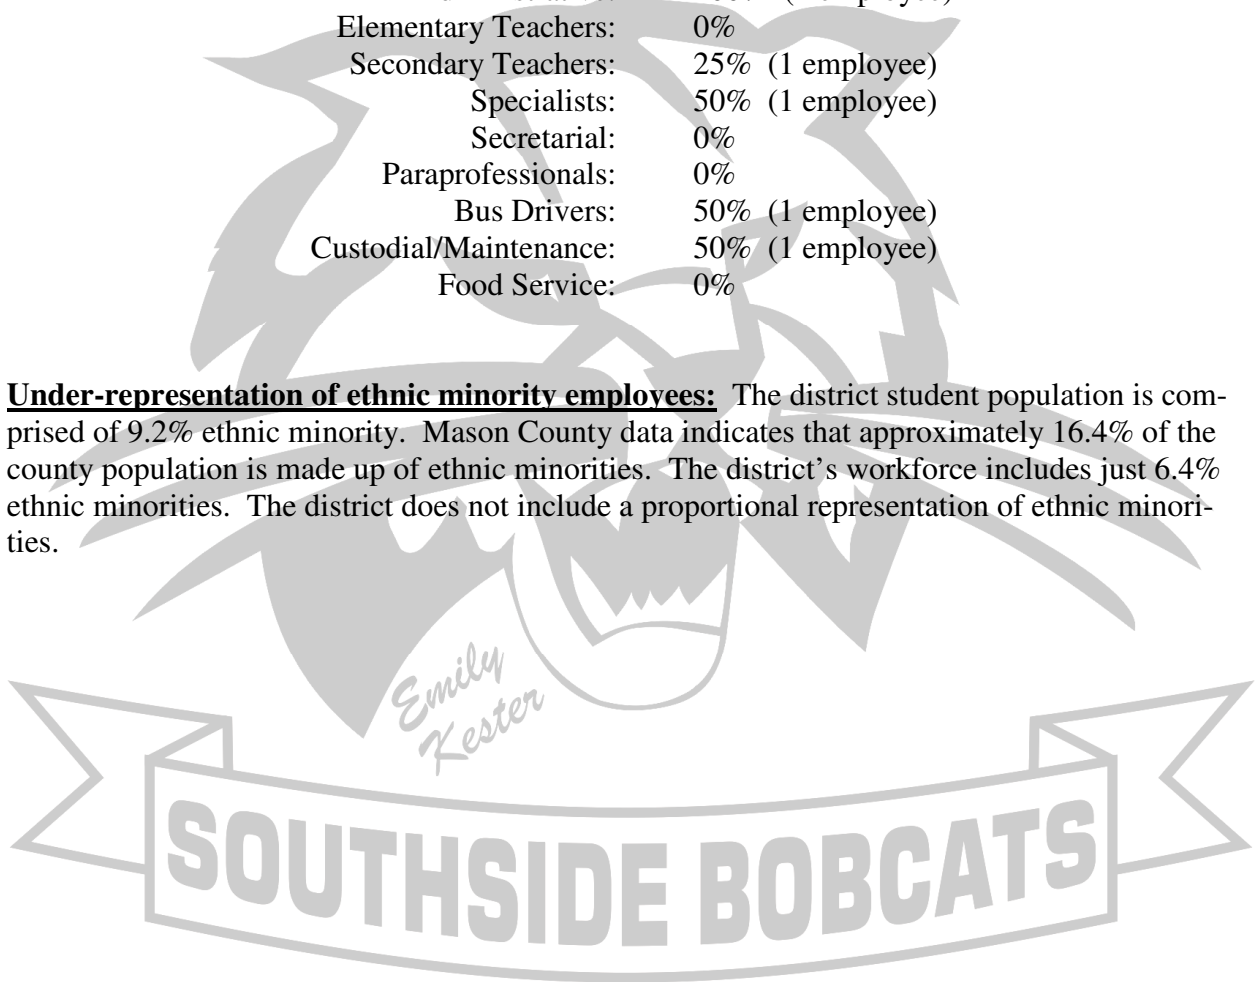 Elementary Teachers: 0%
Secondary Teachers: 25% (1 employee)
Specialists: 50% (1 employee)
Secretarial: 0%
Paraprofessionals: 0%
Bus Drivers: 50% (1 employee)
Custodial/Maintenance: 50% (1 employee)
Food Service: 0%
Under-representation of ethnic minority employees: The district student population is com-
prised of 9.2% ethnic minority. Mason County data indicates that approximately 16.4% of the
county population is made up of ethnic minorities. The district's workforce includes just 6.4%
ethnic minorities. The district does not include a proportional representation of ethnic minori-
ties.
Emily
Kester
SOUTHSIDE BOBCATS